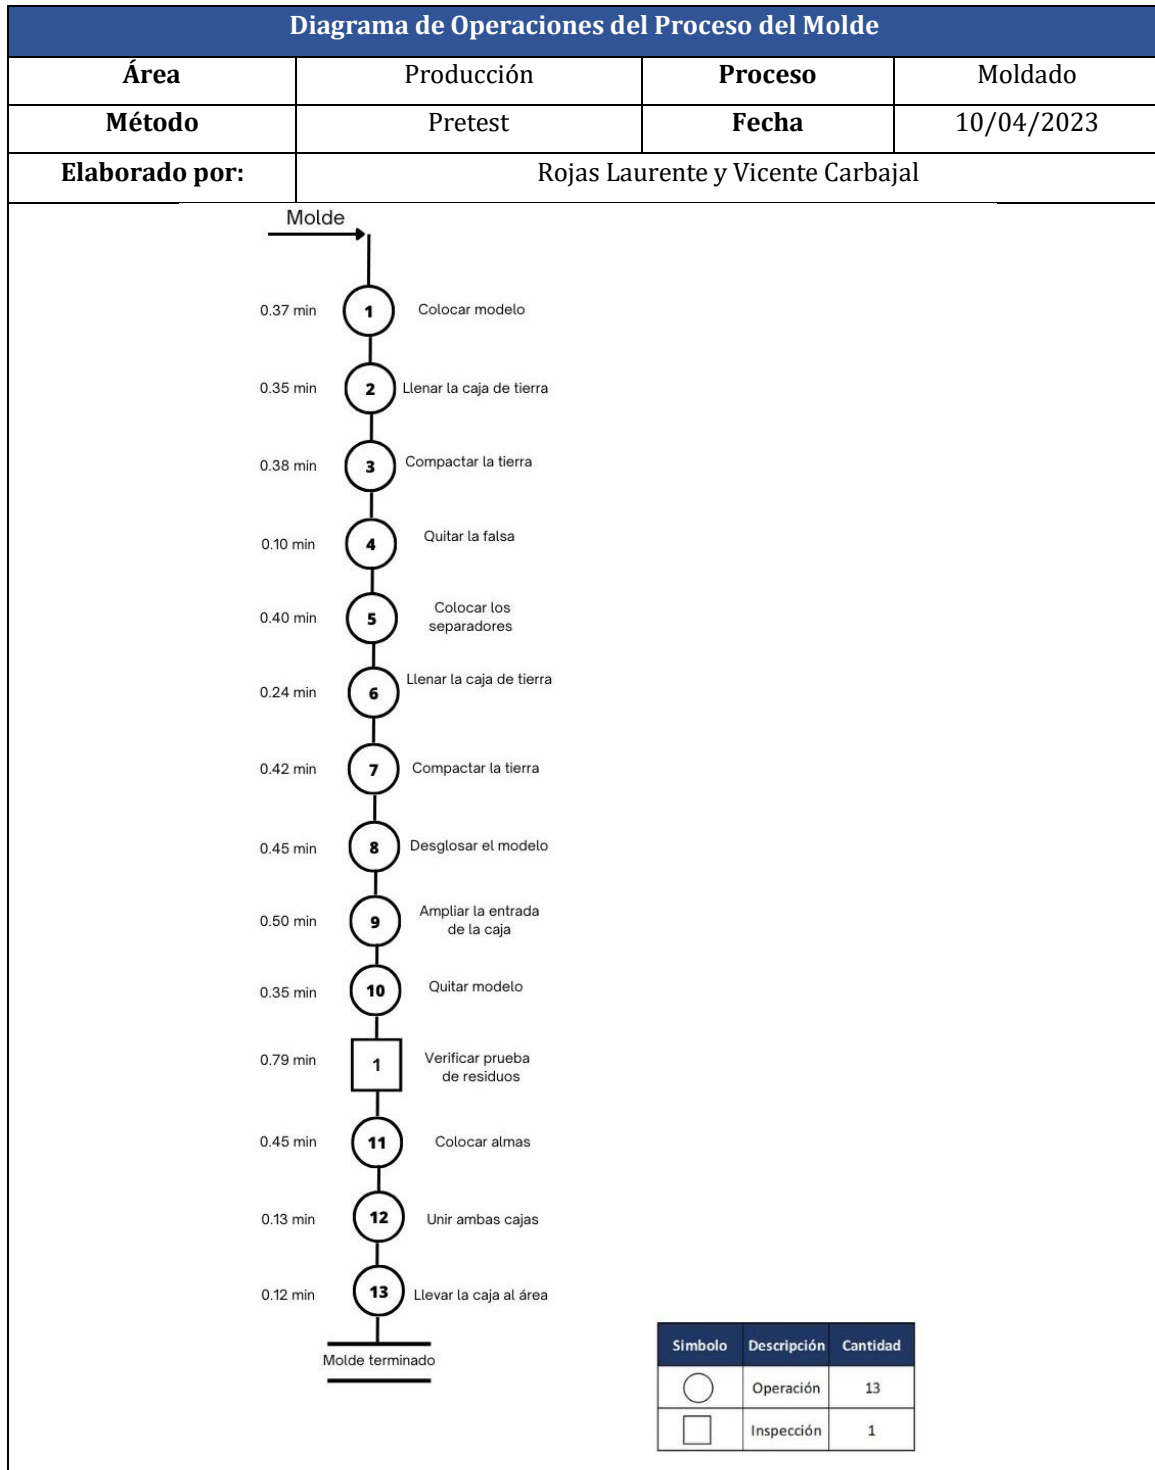 Diagrama de Operaciones del Proceso del Molde
Área Producción Proceso Moldado
Método Pretest Fecha 10/04/2023
Elaborado por: Rojas Laurente y Vicente Carbajal
Molde
0.37 min 1 Colocar modelo
0.35 min 2 Llenar la caja de tierra
0.38 min 3 Compactar la tierra
0.10 min 4 Quitar la falsa
0.40 min 5 Colocar los
separadores
0.24 min 6 Llenar la caja de tierra
0.42 min 7 Compactar la tierra
0.45 min 8 Desglosar el modelo
0.50 min 9 Ampliar la entrada
de la caja
0.35 min 10 Quitar modelo
0.79 min 1 Verificar prueba
de residuos
0.45 min 11 Colocar almas
0.13 min 12 Unir ambas cajas
0.12 min 13 Llevar la caja al área
Molde terminado
Simbolo Descripción Cantidad
Operación 13
Inspección 1